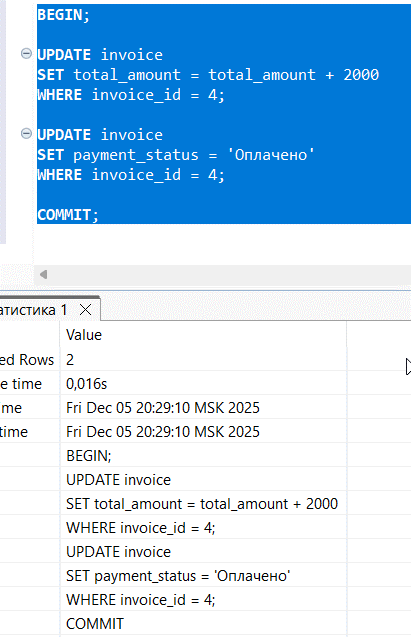 BEGIN;
UPDATE invoice
SET total_amount = total_amount + 2000
WHERE invoice_id = 4;
UPDATE invoice
SET payment_status = 'Оплачено'
WHERE invoice_id = 4;
COMMIT;
атистика 1
Value
ed Rows 2
e time 0,016s
me Fri Dec 05 20:29:10 MSK 2025
time Fri Dec 05 20:29:10 MSK 2025
BEGIN;
UPDATE invoice
SET total_amount = total_amount + 2000
WHERE invoice_id = 4;
UPDATE invoice
SET payment_status = 'Оплачено'
WHERE invoice_id = 4;
COMMIT